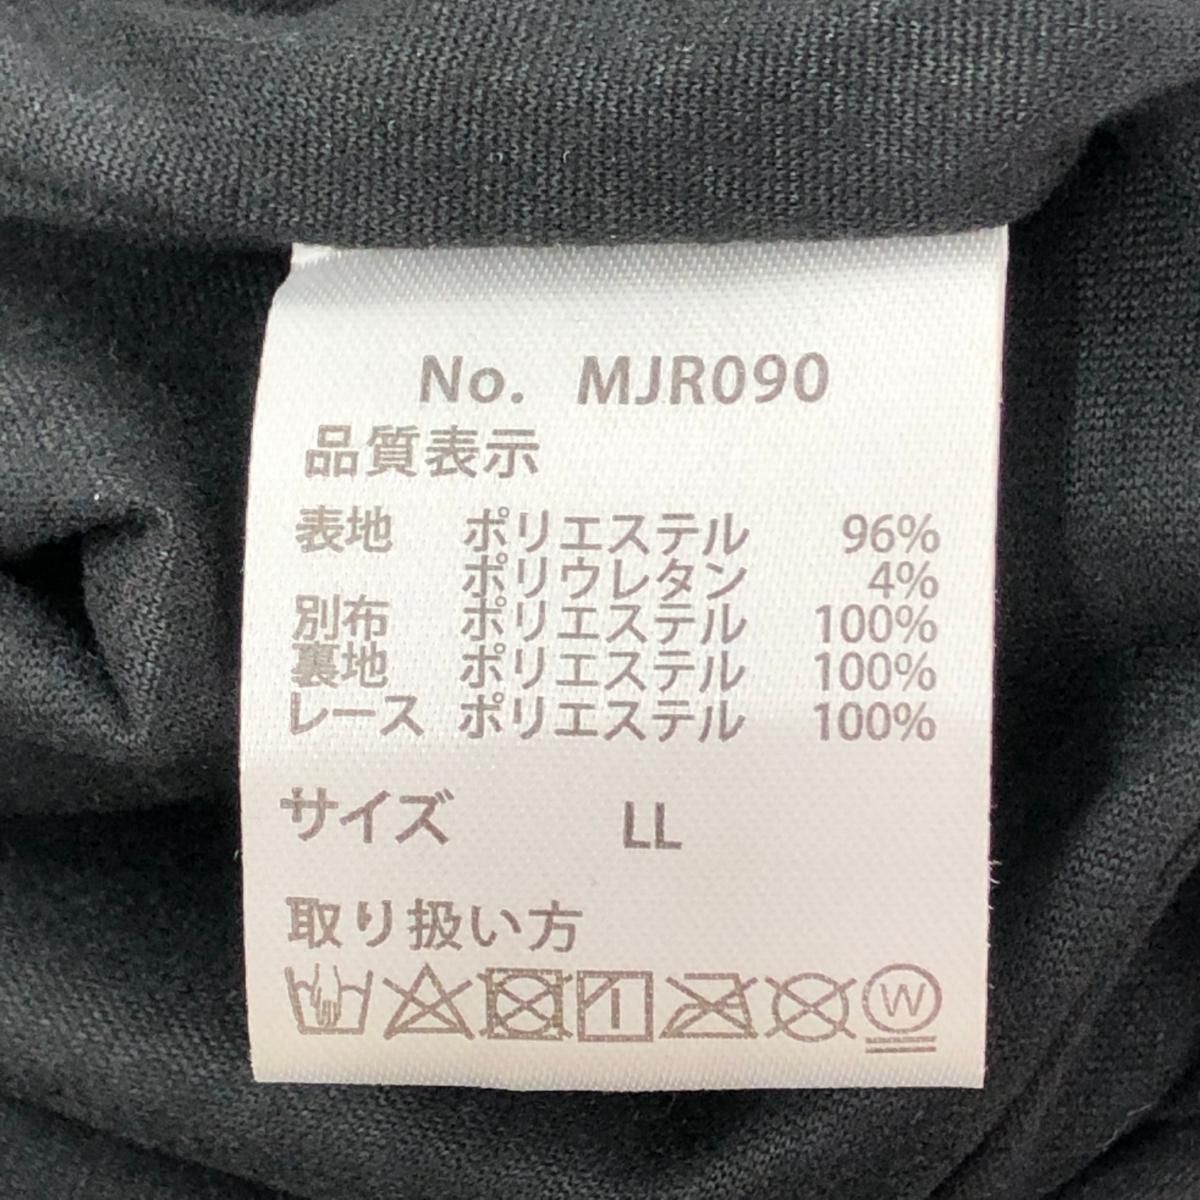 No. MJR090
品質表示
表地 ポリエステル 96%
ポリウレタン 4%
別布 ポリエステル 100%
裏地 ポリエステル 100%
レース ポリエステル 100%
サイズ LL
取り扱い方
W